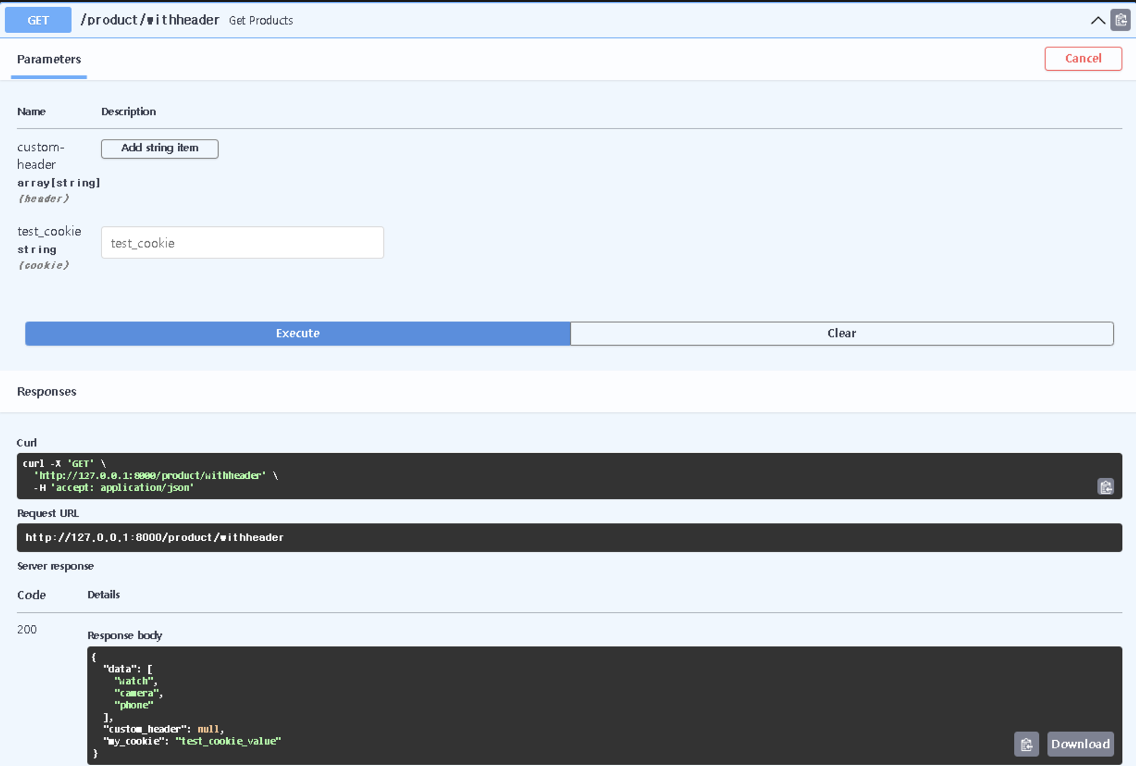 GET /product/withheader Get Products
Parameters
Cancel
Name Description
custom-
header
array[string]
(header)
Add string item
test_cookie
string
(cookie)
test_cookie
Execute
Clear
Responses
Curl
curl -X 'GET' \
'http://127.0.0.1:8000/product/withheader' \
-H 'accept: application/json'
Request URL
http://127.0.0.1:8000/product/withheader
Server response
Code Details
200
Response body
{
"data": [
"watch",
"camera",
"phone"
],
"custom_header": null,
"my_cookie": "test_cookie_value"
}
Download